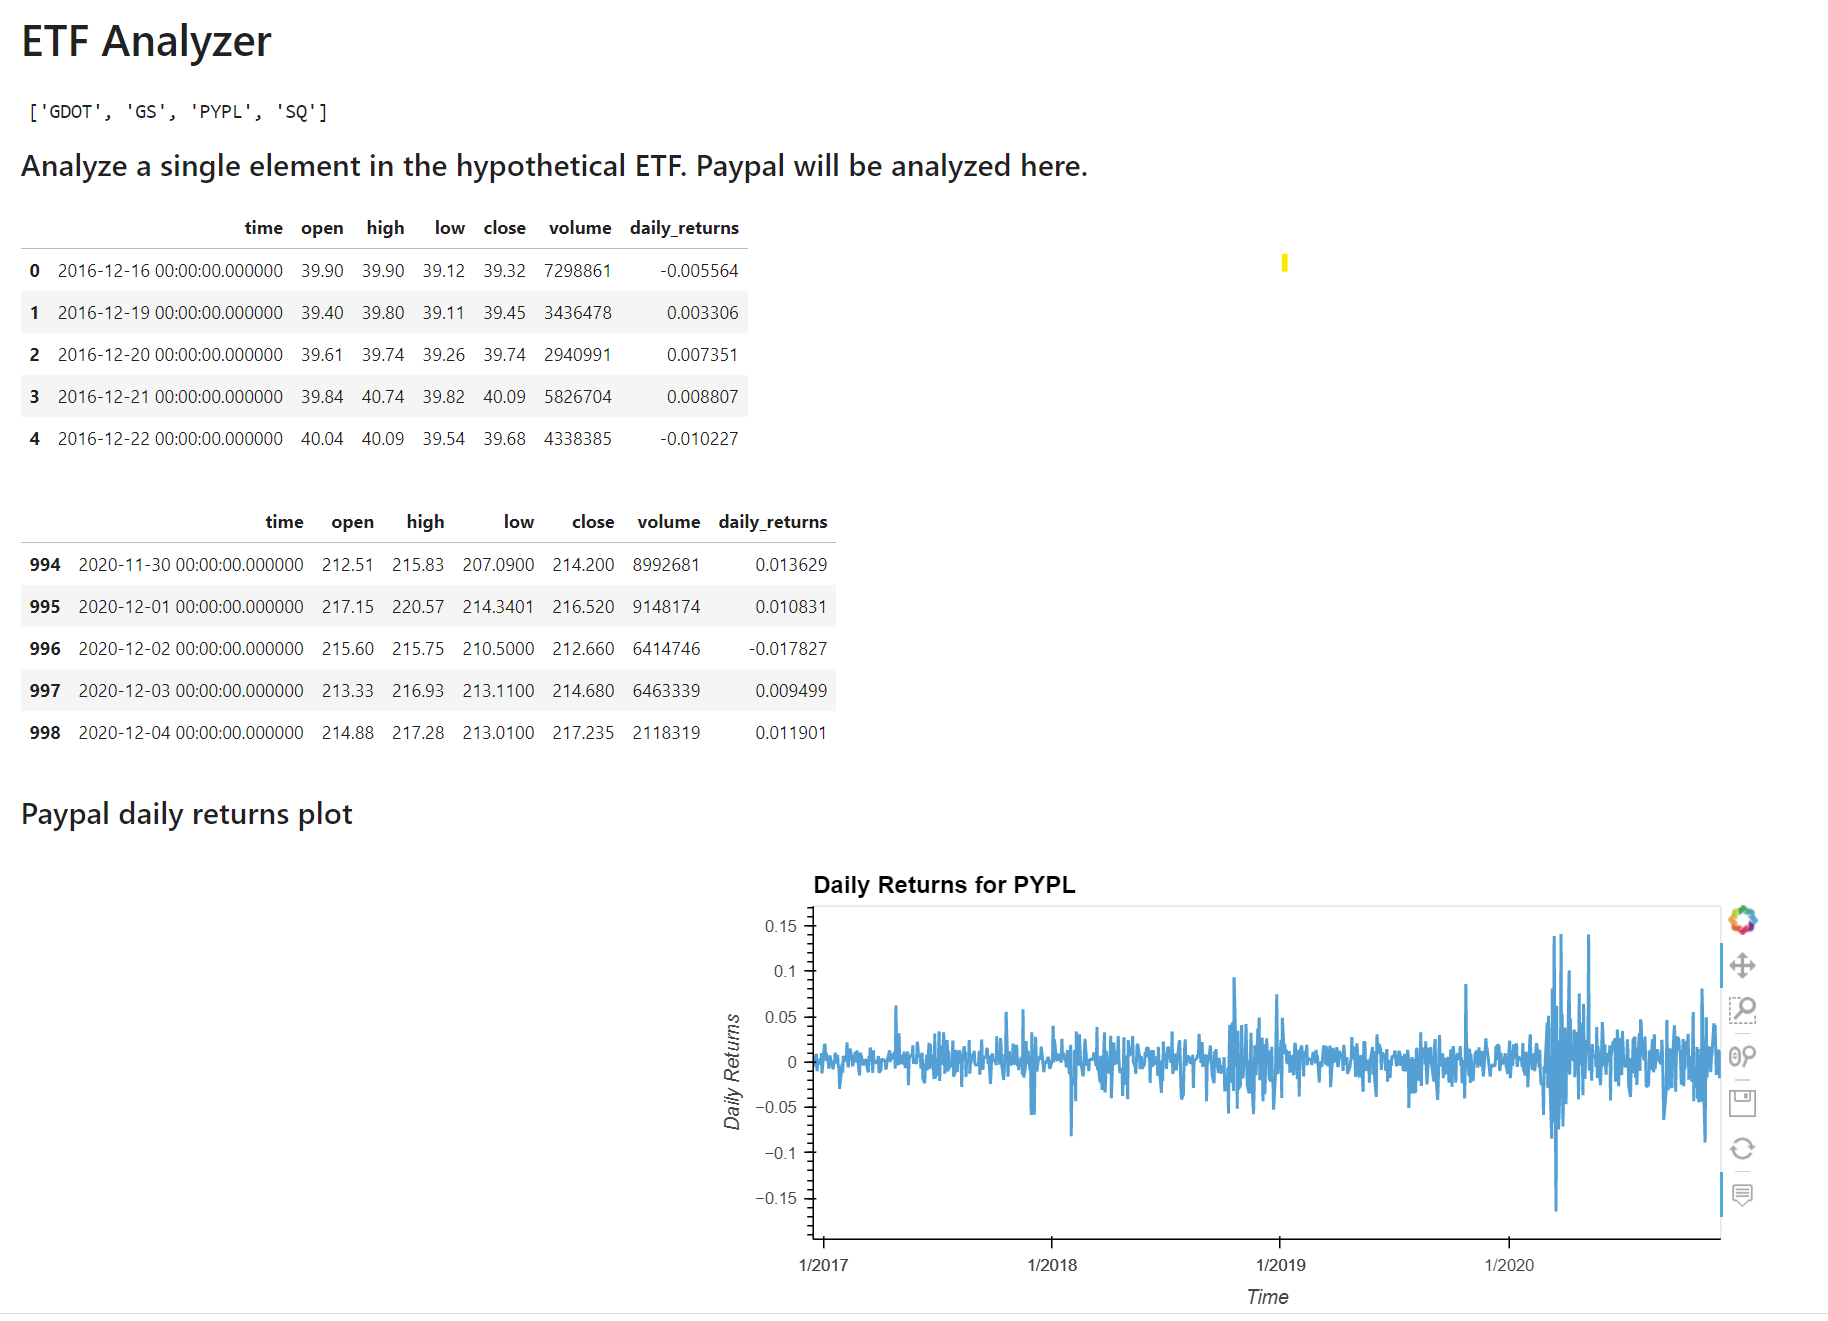 ETF Analyzer
['GDOT', 'GS', 'PYPL', 'SQ']
Analyze a single element in the hypothetical ETF. Paypal will be analyzed here.
time open high low close volume daily_returns
0 2016-12-16 00:00:00.000000 39.90 39.90 39.12 39.32 7298861 -0.005564
1 2016-12-19 00:00:00.000000 39.40 39.80 39.11 39.45 3436478 0.003306
2 2016-12-20 00:00:00.000000 39.61 39.74 39.26 39.74 2940991 0.007351
3 2016-12-21 00:00:00.000000 39.84 40.74 39.82 40.09 5826704 0.008807
4 2016-12-22 00:00:00.000000 40.04 40.09 39.54 39.68 4338385 -0.010227
time open high low close volume daily_returns
994 2020-11-30 00:00:00.000000 212.51 215.83 207.0900 214.200 8992681 0.013629
995 2020-12-01 00:00:00.000000 217.15 220.57 214.3401 216.520 9148174 0.010831
996 2020-12-02 00:00:00.000000 215.60 215.75 210.5000 212.660 6414746 -0.017827
997 2020-12-03 00:00:00.000000 213.33 216.93 213.1100 214.680 6463339 0.009499
998 2020-12-04 00:00:00.000000 214.88 217.28 213.0100 217.235 2118319 0.011901
Paypal daily returns plot
Daily Returns for PYPL
Daily Returns
0.15
0.1
0.05
0
−0.05
−0.1
−0.15
1/2017 1/2018 1/2019 1/2020
Time